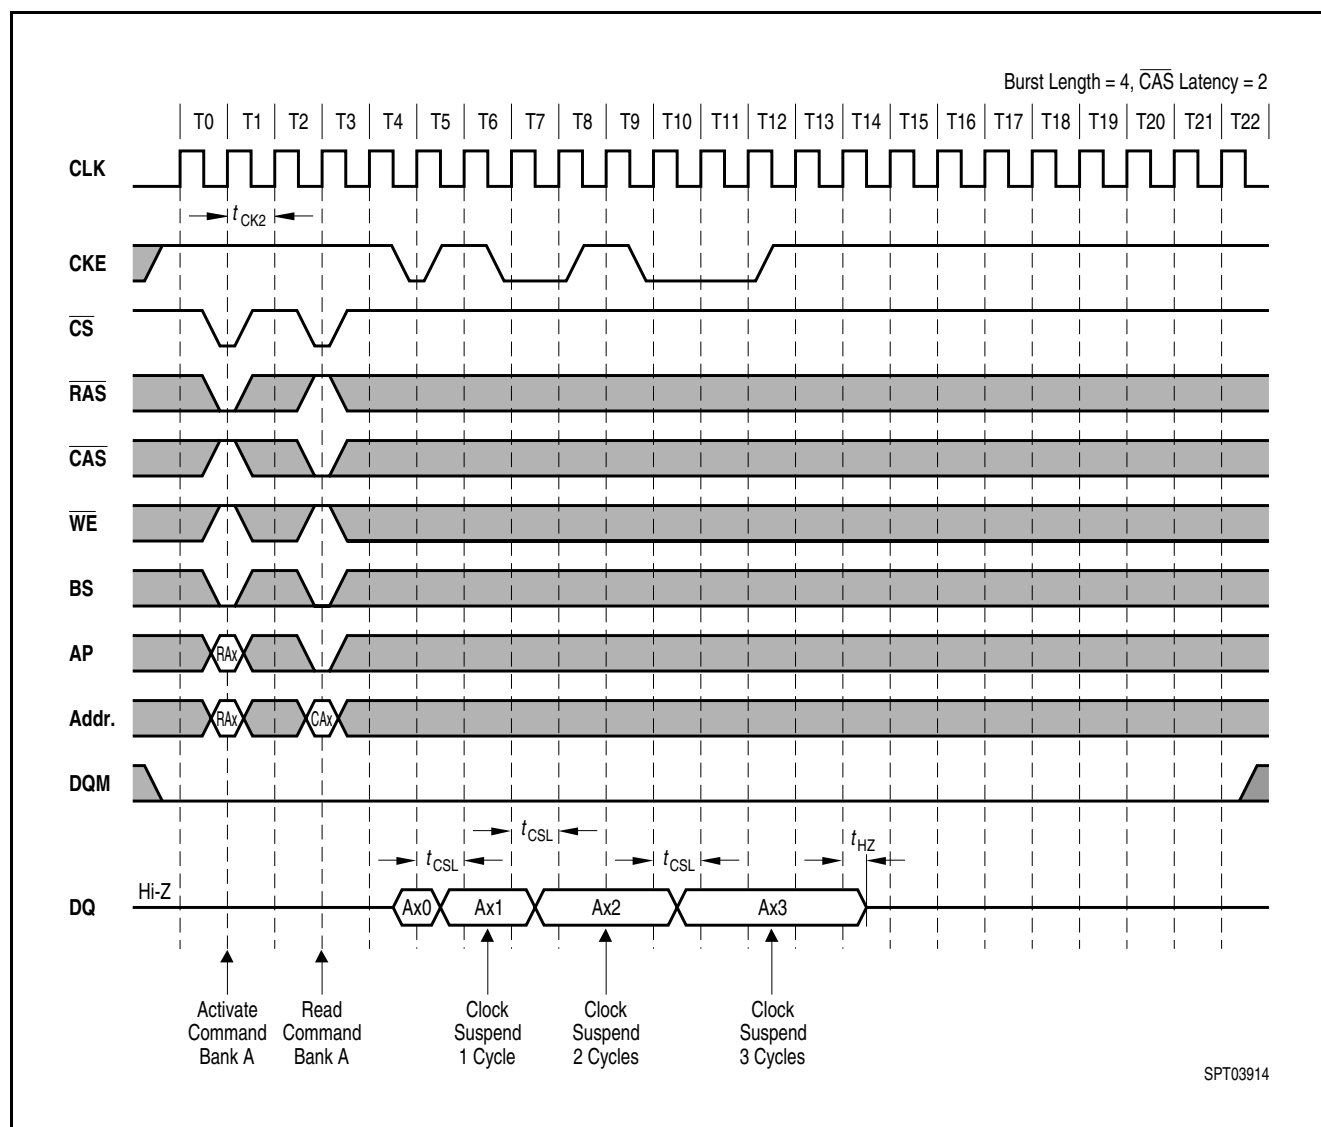 Burst Length = 4, CAS Latency = 2
T0 T1 T2 T3 T4 T5 T6 T7 T8 T9 T10 T11 T12 T13 T14 T15 T16 T17 T18 T19 T20 T21 T22
CLK
tCK2
CKE
CS
RAS
CAS
WE
BS
AP
RAx
Addr.
RAx
CAx
DQM
tCSL
tCSL
tCSL
tHZ
DQ
Hi-Z
Ax0
Ax1
Ax2
Ax3
Activate
Command
Bank A
Read
Command
Bank A
Clock
Suspend
1 Cycle
Clock
Suspend
2 Cycles
Clock
Suspend
3 Cycles
SPT03914